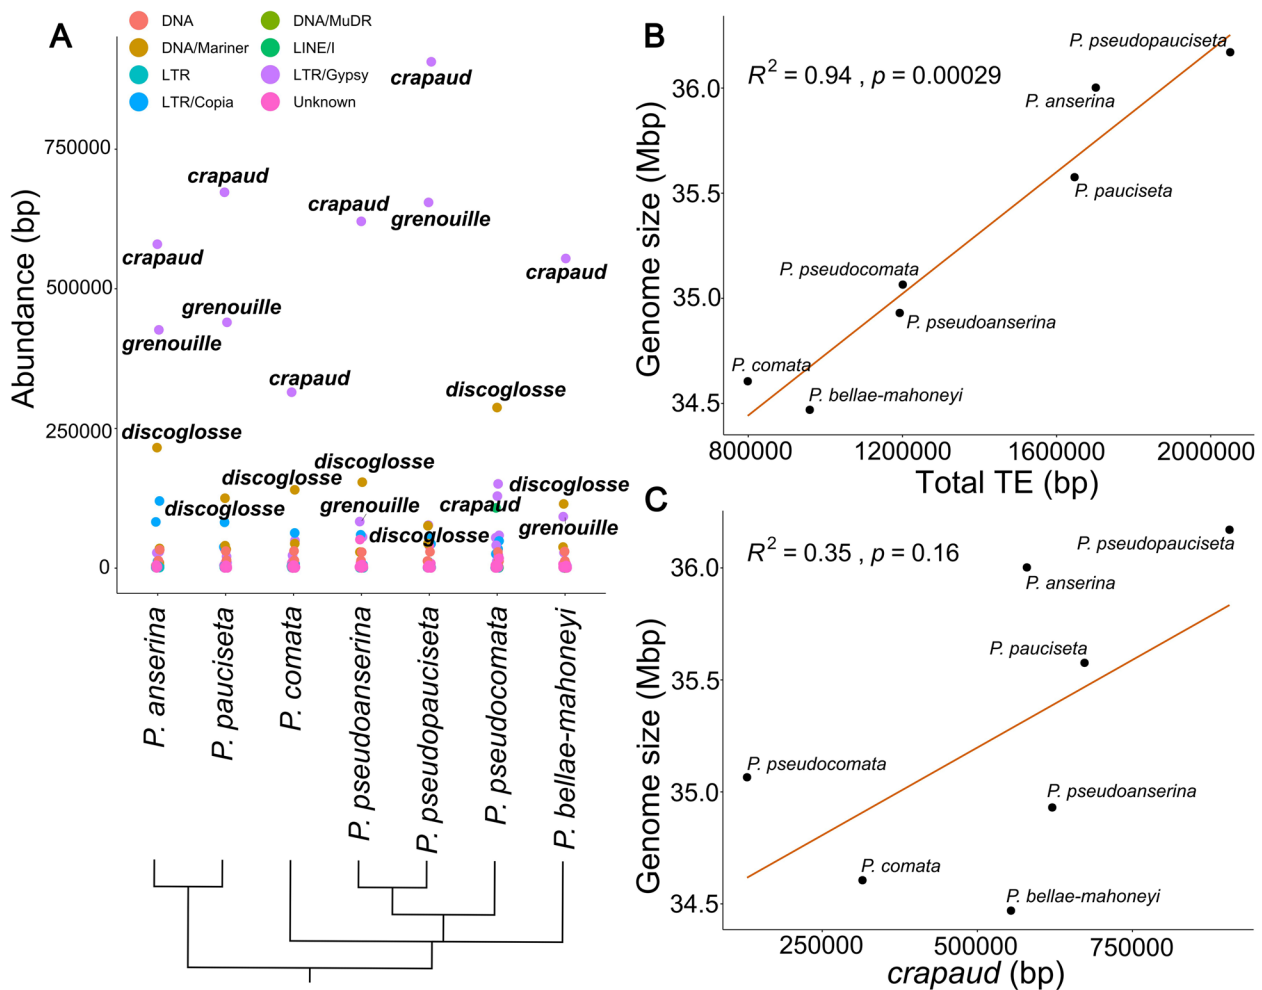 A
DNA
DNA/MuDR
DNA/Mariner
LINE/I
LTR
LTR/Gypsy
LTR/Copia
Unknown
Abundance (bp)
750000
500000
250000
0
crapaud
crapaud
crapaud
grenouille
crapaud
crapaud
grenouille
grenouille
crapaud
discoglosse
discoglosse
discoglosse
discoglosse
discoglosse
discoglosse
grenouille
crapaud
discoglosse
grenouille
discoglosse
P. anserina
P. pauciseta
P. comata
P. pseudoanserina
P. pseudopauciseta
P. pseudocomata
P. bellae-mahoneyi
B
R² = 0.94 , p = 0.00029
Genome size (Mbp)
36.0
35.5
35.0
34.5
P. pseudopauciseta
P. anserina
P. pauciseta
P. pseudocomata
P. pseudoanserina
P. comata
P. bellae-mahoneyi
800000
1200000
1600000
2000000
Total TE (bp)
C
R² = 0.35 , p = 0.16
Genome size (Mbp)
36.0
35.5
35.0
34.5
P. pseudopauciseta
P. anserina
P. pauciseta
P. pseudocomata
P. pseudoanserina
P. comata
P. bellae-mahoneyi
250000
500000
750000
crapaud (bp)